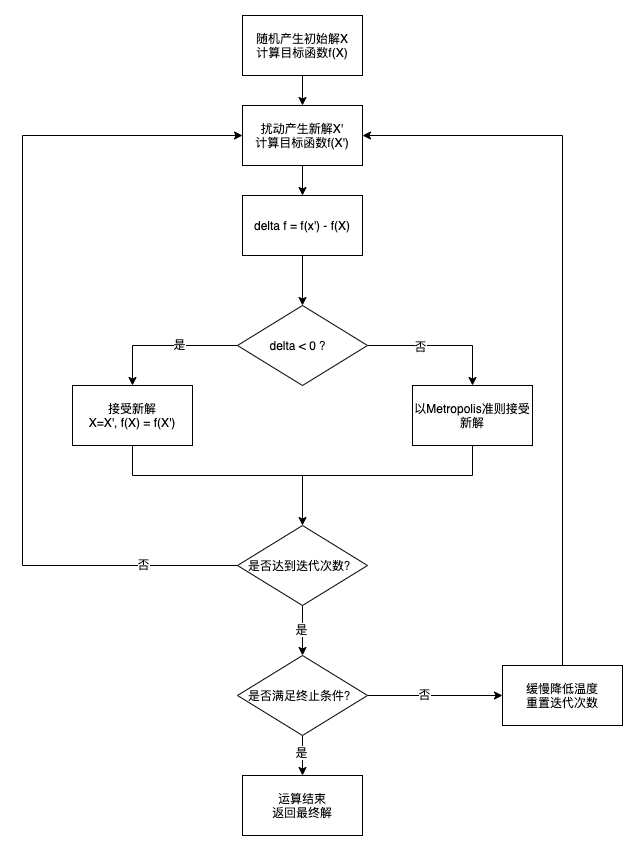 随机产生初始解X
计算目标函数f(X)
扰动产生新解X'
计算目标函数f(X')
delta f = f(x') - f(X)
delta < 0 ?
是
否
接受新解
X=X', f(X) = f(X')
以Metropolis准则接受
新解
是否达到迭代次数?
否
是
是否满足终止条件?
否
缓慢降低温度
重置迭代次数
是
运算结束
返回最终解